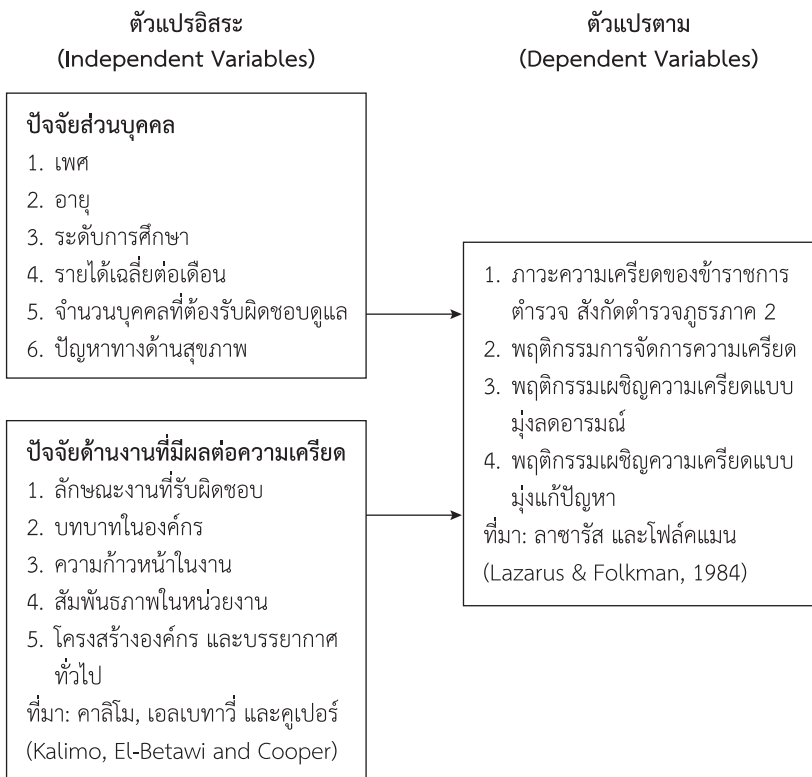 ตัวแปรอิสระ
(Independent Variables)
ปัจจัยส่วนบุคคล
1. เพศ
2. อายุ
3. ระดับการศึกษา
4. รายได้เฉลี่ยต่อเดือน
5. จำนวนบุคคลที่ต้องรับผิดชอบดูแล
6. ปัญหาทางด้านสุขภาพ
ปัจจัยด้านงานที่มีผลต่อความเครียด
1. ลักษณะงานที่รับผิดชอบ
2. บทบาทในองค์กร
3. ความก้าวหน้าในงาน
4. สัมพันธภาพในหน่วยงาน
5. โครงสร้างองค์กร และบรรยากาศ
ทั่วไป
ที่มา: คาลิโม, เอลเบทาวี่ และคูเปอร์
(Kalimo, El-Betawi and Cooper)
ตัวแปรตาม
(Dependent Variables)
1. ภาวะความเครียดของข้าราชการ
ตำรวจ สังกัดตำรวจภูธรภาค 2
2. พฤติกรรมการจัดการความเครียด
3. พฤติกรรมเผชิญความเครียดแบบ
มุ่งลดอารมณ์
4. พฤติกรรมเผชิญความเครียดแบบ
มุ่งแก้ปัญหา
ที่มา: ลาซารัส และโฟล์คแมน
(Lazarus & Folkman, 1984)